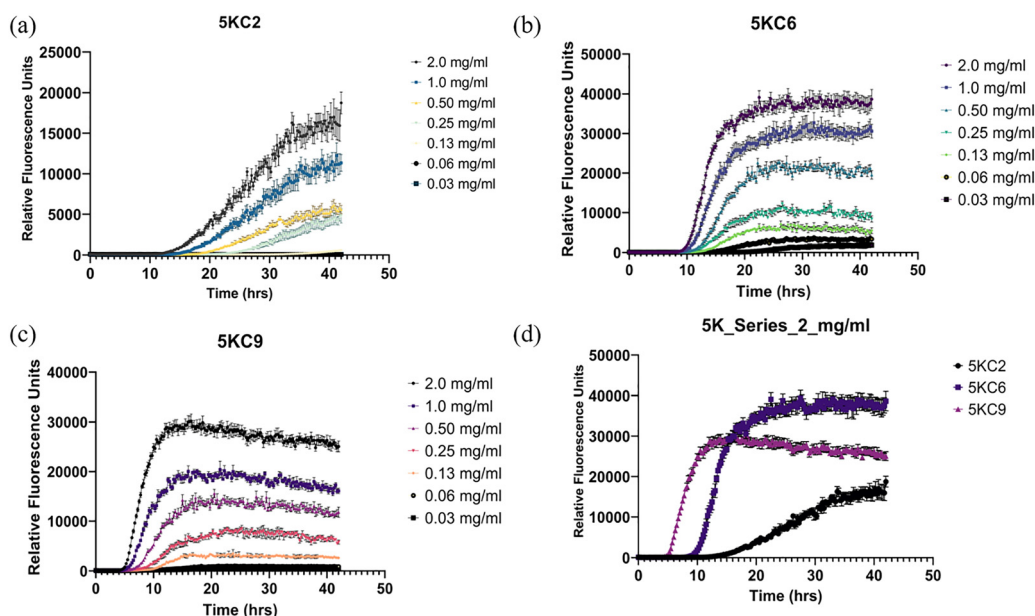 (a)
5KC2
Relative Fluorescence Units
25000
20000
15000
10000
5000
0
0 10 20 30 40 50
Time (hrs)
2.0 mg/ml
1.0 mg/ml
0.50 mg/ml
0.25 mg/ml
0.13 mg/ml
0.06 mg/ml
0.03 mg/ml
(b)
5KC6
Relative Fluorescence Units
50000
40000
30000
20000
10000
0
0 10 20 30 40 50
Time (hrs)
2.0 mg/ml
1.0 mg/ml
0.50 mg/ml
0.25 mg/ml
0.13 mg/ml
0.06 mg/ml
0.03 mg/ml
(c)
5KC9
Relative Fluorescence Units
50000
40000
30000
20000
10000
0
0 10 20 30 40 50
Time (hrs)
2.0 mg/ml
1.0 mg/ml
0.50 mg/ml
0.25 mg/ml
0.13 mg/ml
0.06 mg/ml
0.03 mg/ml
(d)
5K_Series_2_mg/ml
Relative Fluorescence Units
50000
40000
30000
20000
10000
0
0 10 20 30 40 50
Time (hrs)
5KC2
5KC6
5KC9